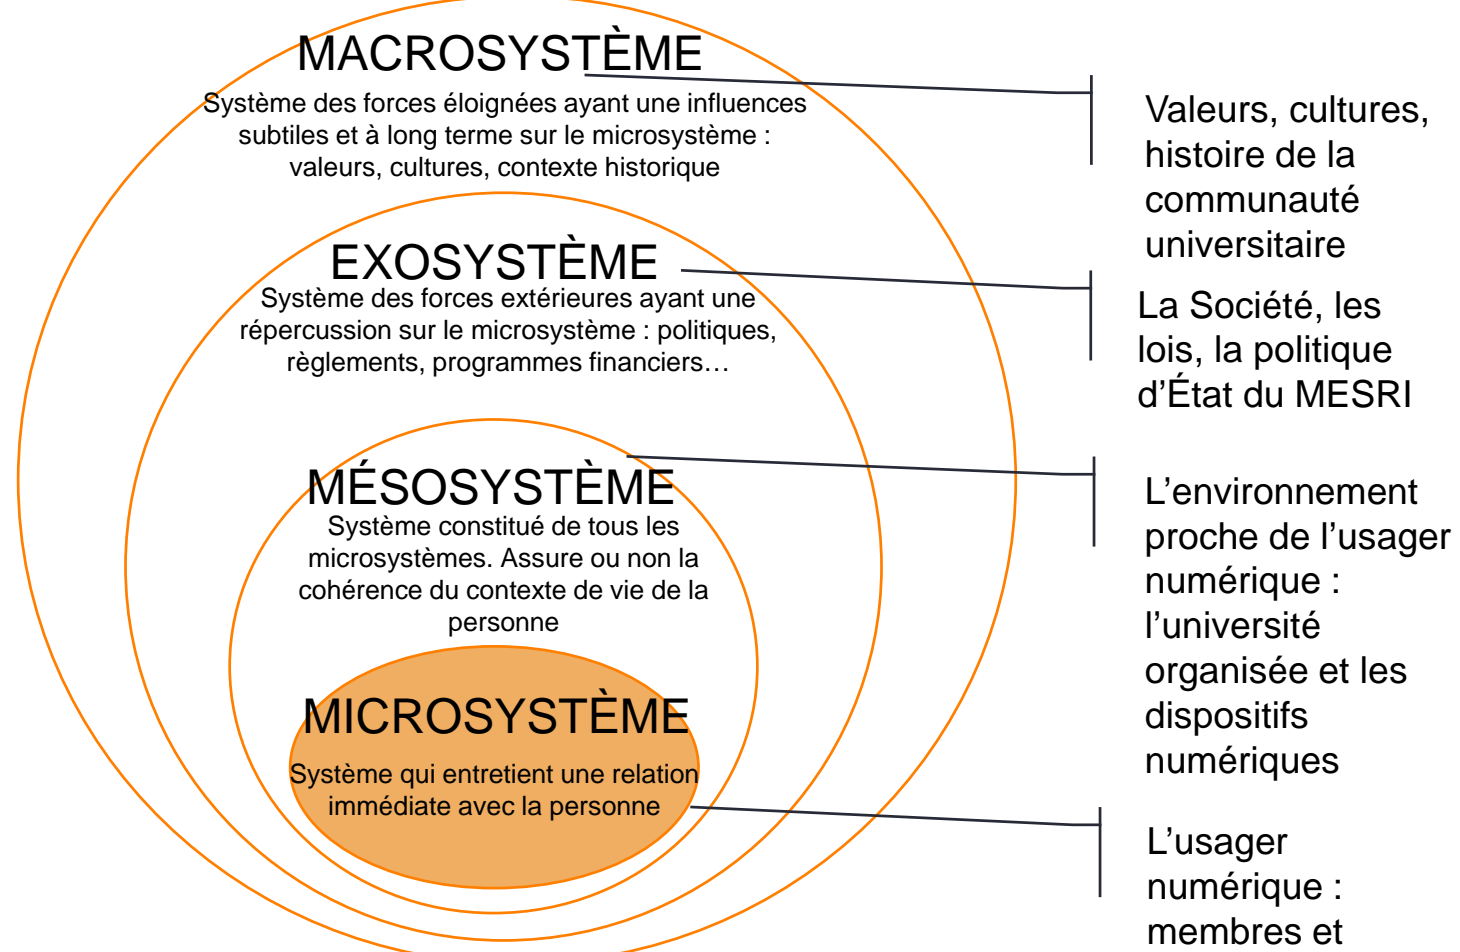 MACROSYSTÈME
Système des forces éloignées ayant une influences
subtiles et à long terme sur le microsystème :
valeurs, cultures, contexte historique
Valeurs, cultures,
histoire de la
communauté
universitaire
EXOSYSTÈME
Système des forces extérieures ayant une
répercussion sur le microsystème : politiques,
règlements, programmes financiers…
La Société, les
lois, la politique
d’État du MESRI
MÉSOSYSTÈME
Système constitué de tous les
microsystèmes. Assure ou non la
cohérence du contexte de vie de la
personne
L’environnement
proche de l’usager
numérique :
l’université
organisée et les
dispositifs
numériques
MICROSYSTÈME
Système qui entretient une relation
immédiate avec la personne
L’usager
numérique :
membres et